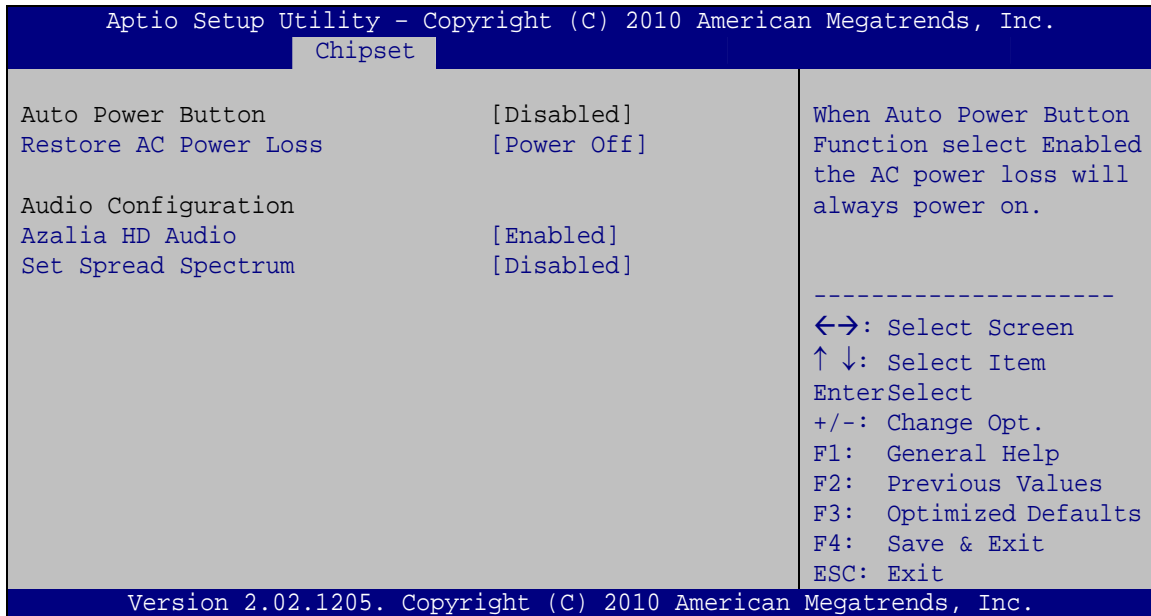 Aptio Setup Utility – Copyright (C) 2010 American Megatrends, Inc.
Chipset
Auto Power Button [Disabled]
Restore AC Power Loss [Power Off]
Audio Configuration
Azalia HD Audio [Enabled]
Set Spread Spectrum [Disabled]
When Auto Power Button
Function select Enabled
the AC power loss will
always power on.
---------------------
←→: Select Screen
↑ ↓: Select Item
EnterSelect
+/-: Change Opt.
F1: General Help
F2: Previous Values
F3: Optimized Defaults
F4: Save & Exit
ESC: Exit
Version 2.02.1205. Copyright (C) 2010 American Megatrends, Inc.